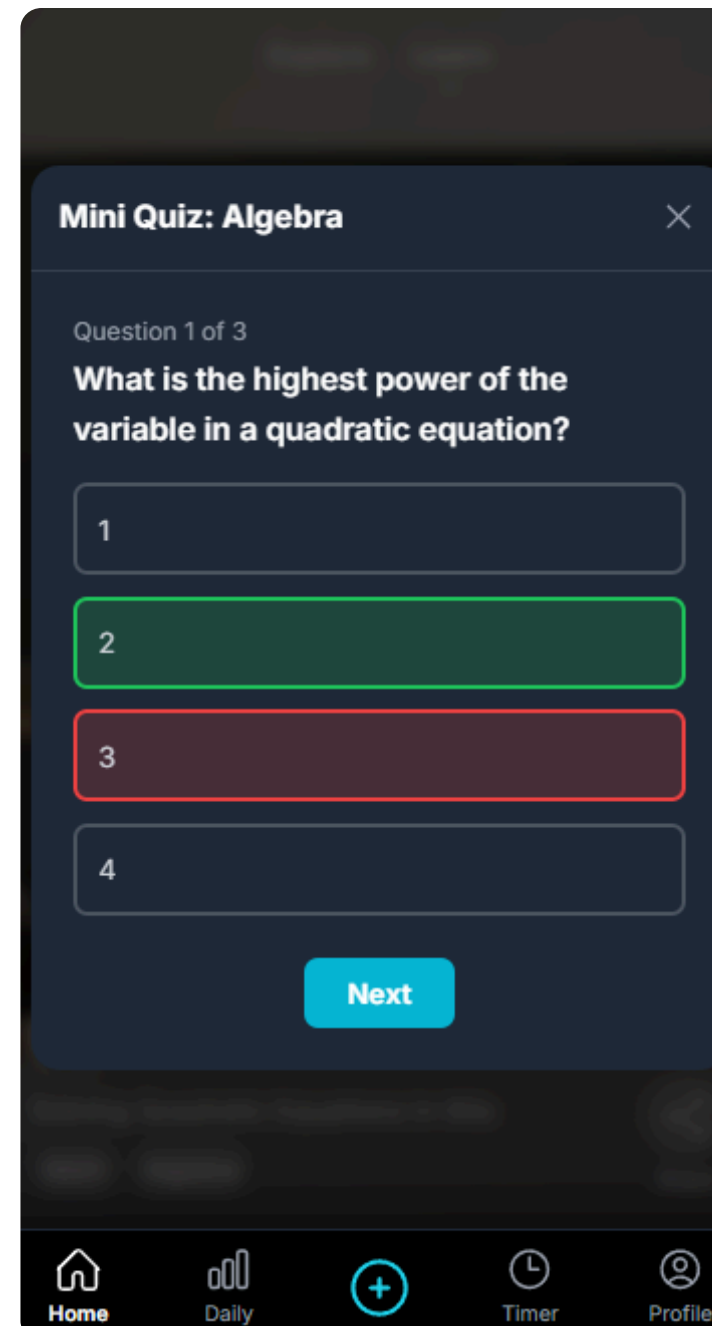 Mini Quiz: Algebra
Question 1 of 3
What is the highest power of the
variable in a quadratic equation?
1
2
3
4
Next
Home
Daily
Timer
Profile